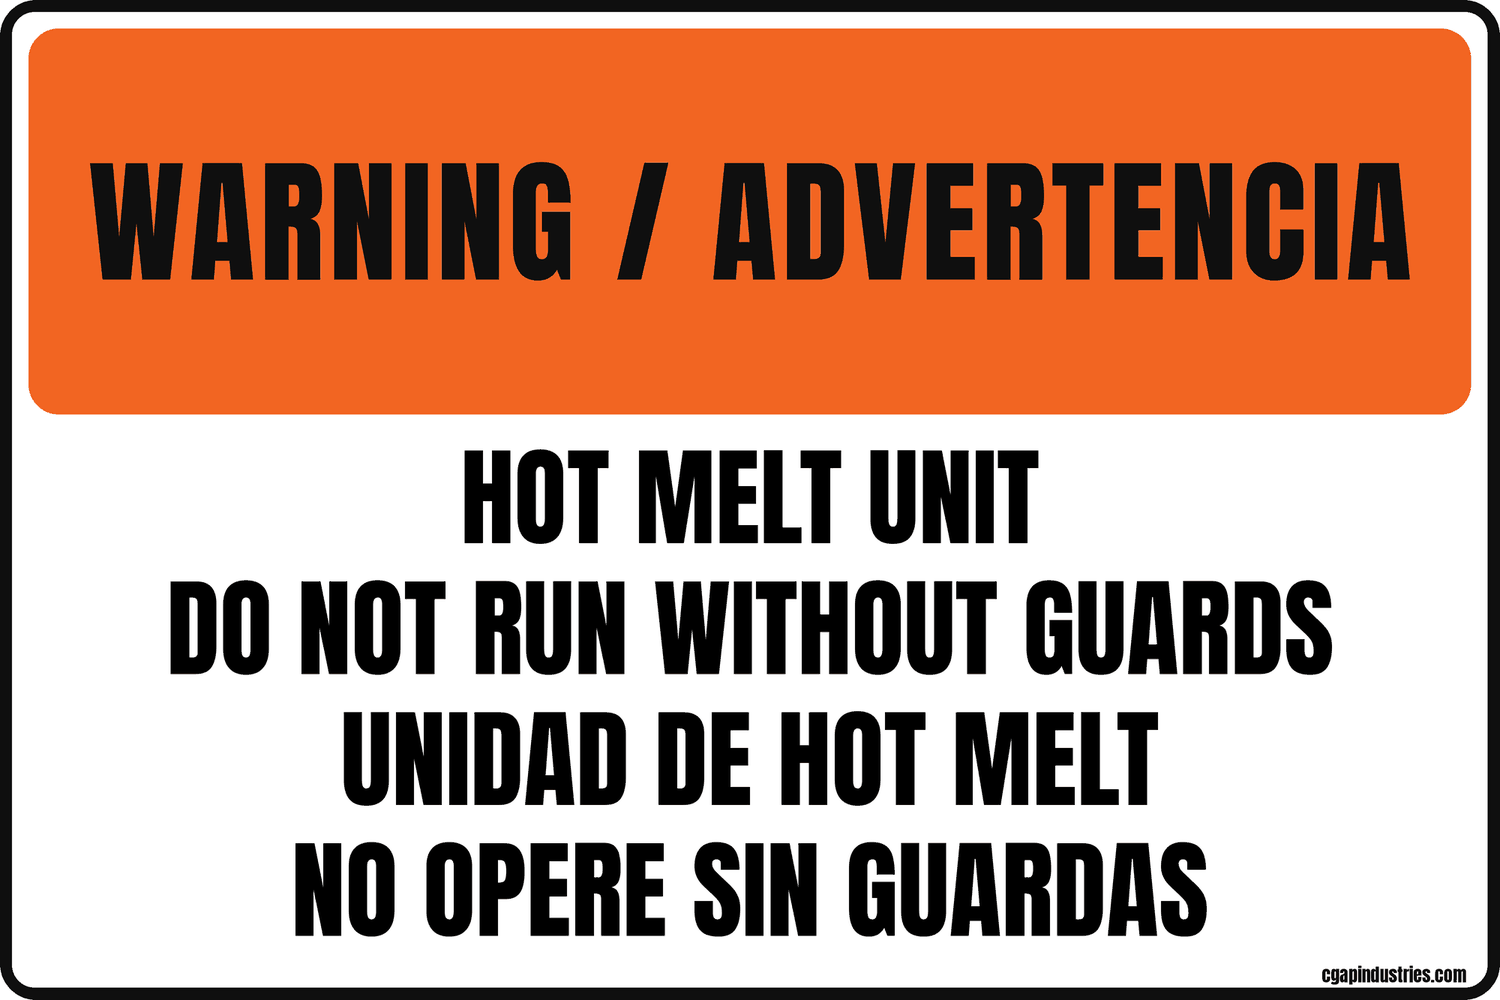 WARNING / ADVERTENCIA
HOT MELT UNIT
DO NOT RUN WITHOUT GUARDS
UNIDAD DE HOT MELT
NO OPERE SIN GUARDAS
cgapindustries.com